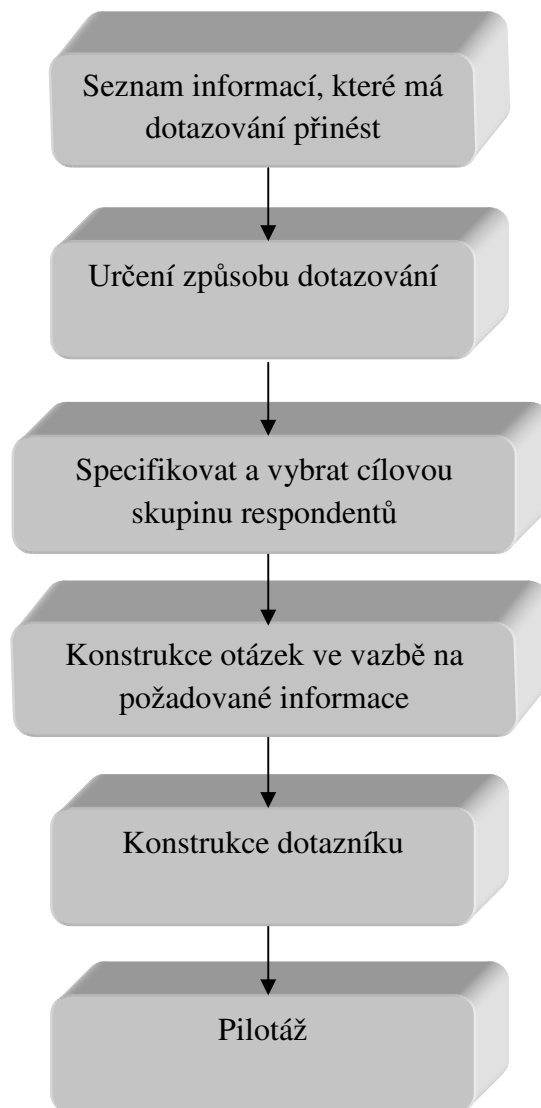 Seznam informací, které má
dotazování přinést
Určení způsobu dotazování
Specifikovat a vybrat cílovou
skupinu respondentů
Konstrukce otázek ve vazbě na
požadované informace
Konstrukce dotazníku
Pilotáž